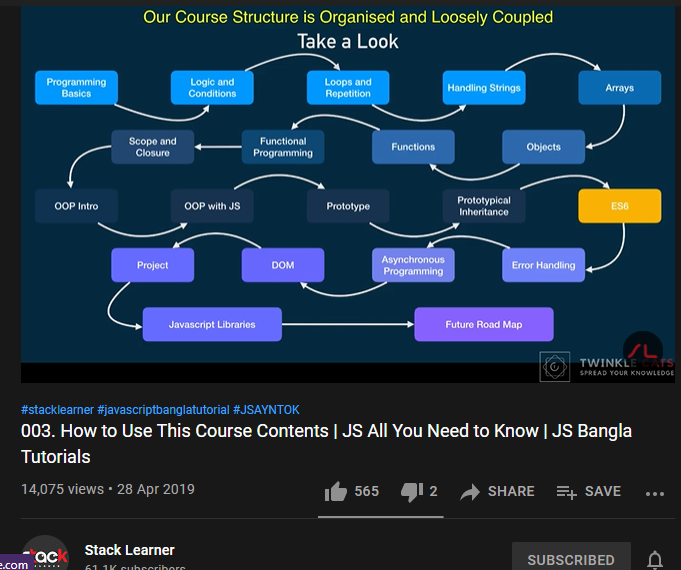 Our Course Structure is Organised and Loosely Coupled
Take a Look
Programming
Basics
Logic and
Conditions
Loops and
Repetition
Handling Strings
Arrays
Objects
Functions
Functional
Programming
Scope and
Closure
OOP Intro
OOP with JS
Prototype
Prototypical
Inheritance
ES6
Error Handling
Asynchronous
Programming
DOM
Project
Javascript Libraries
Future Road Map
SL
TWINKLE CATS
SPREAD YOUR KNOWLEDGE
#stacklearner #javascriptbanglatutorial #JSAYNTOK
003. How to Use This Course Contents | JS All You Need to Know | JS Bangla
Tutorials
14,075 views • 28 Apr 2019
565
2
SHARE
SAVE
stack
Stack Learner
61.1K subscribers
SUBSCRIBED
e.com